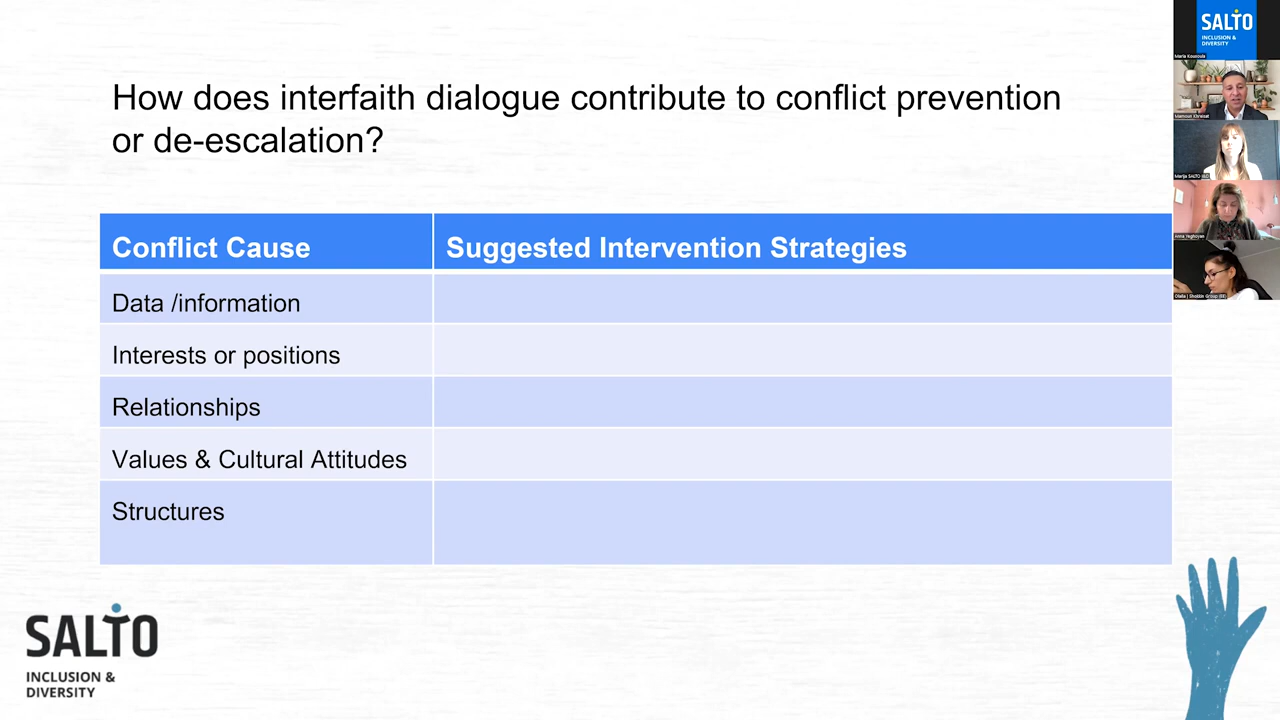 How does interfaith dialogue contribute to conflict prevention
or de-escalation?
Conflict Cause
Suggested Intervention Strategies
Data /information
Interests or positions
Relationships
Values & Cultural Attitudes
Structures
SALTO
INCLUSION &
DIVERSITY
SALTO
INCLUSION &
DIVERSITY